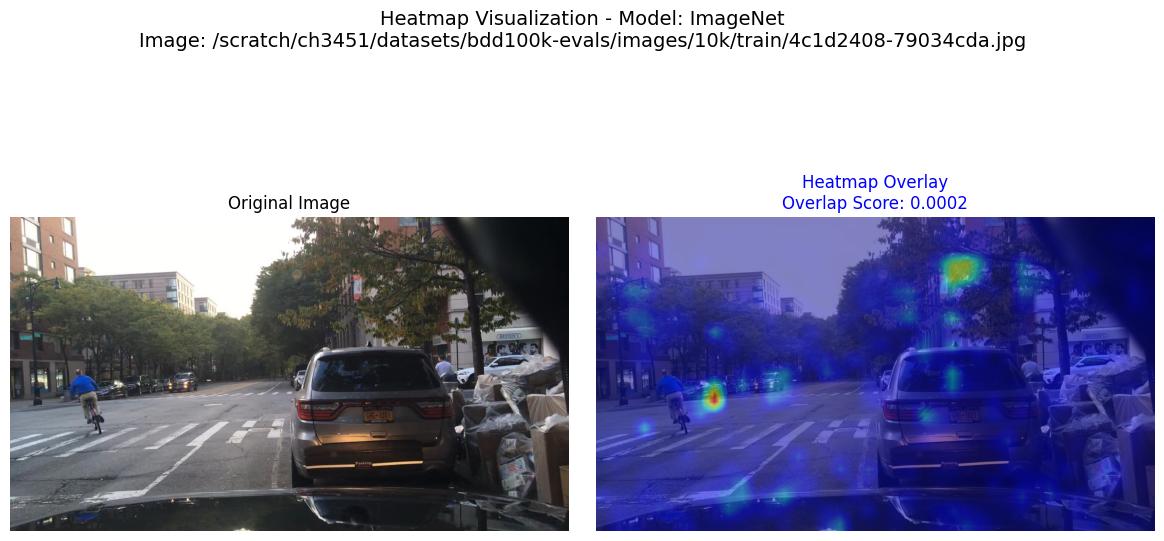 Heatmap Visualization - Model: ImageNet
Image: /scratch/ch3451/datasets/bdd100k-evals/images/10k/train/4c1d2408-79034cda.jpg
Original Image
Heatmap Overlay
Overlap Score: 0.0002